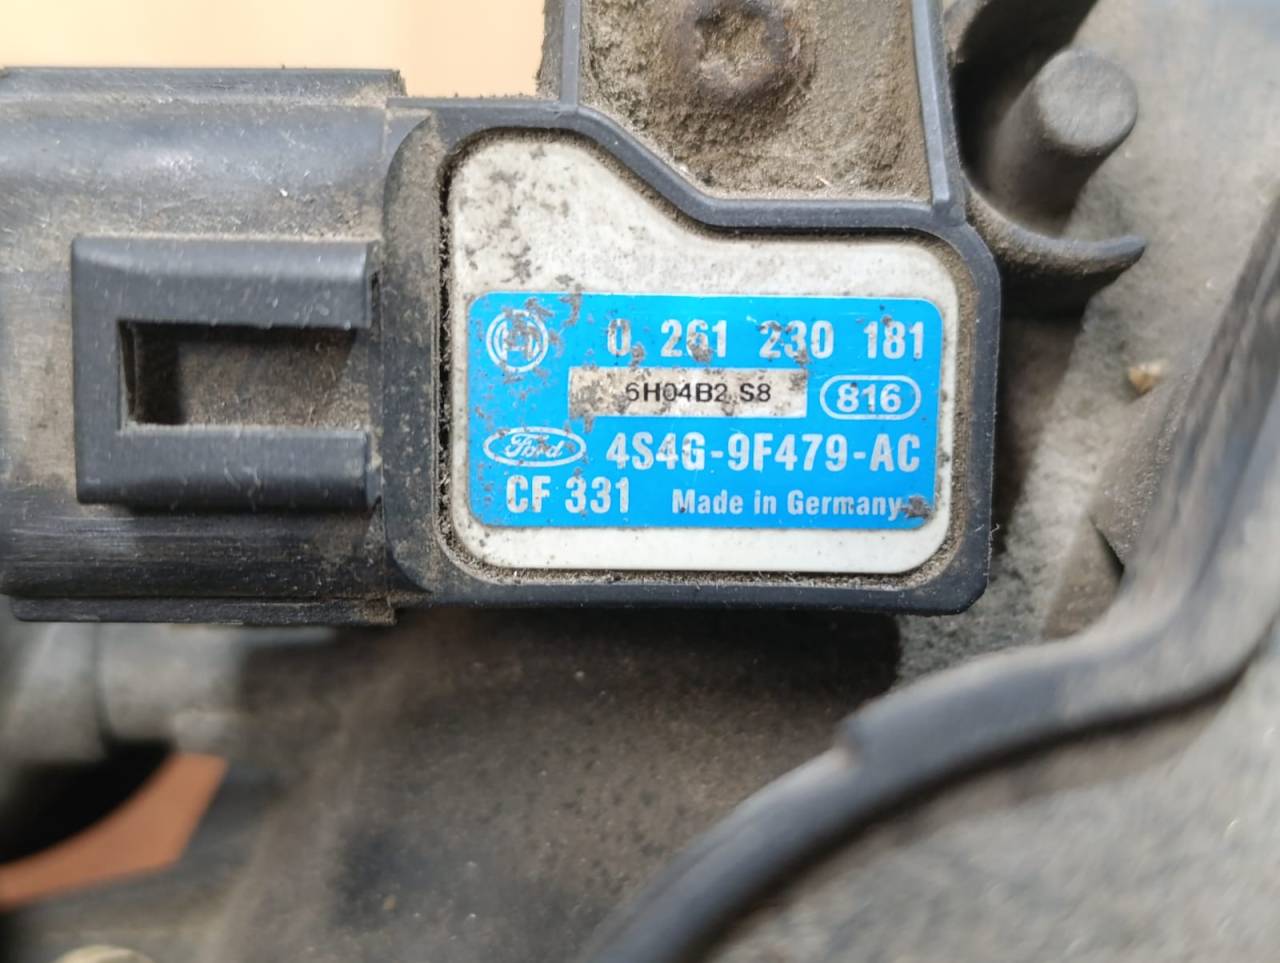 0 261 230 181
6H04B2 S8
816
Ford
4S4G-9F479-AC
CF 331 Made in Germany